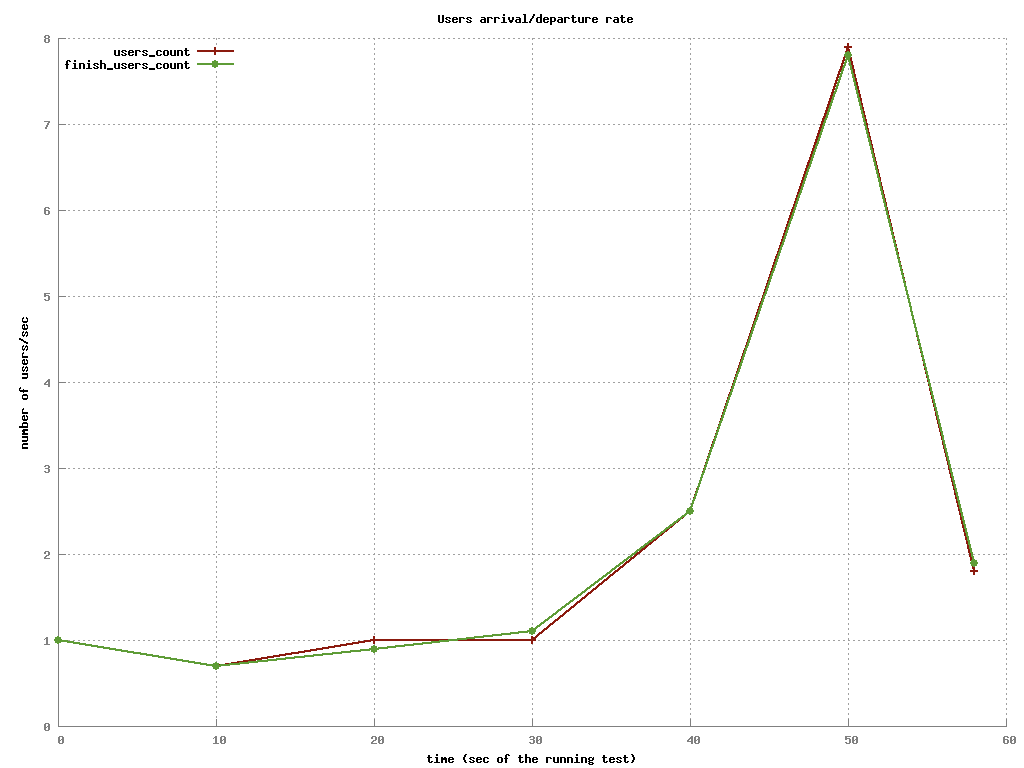 Users arrival/departure rate
users_count
finish_users_count
8
7
6
5
4
3
2
1
0
number of users/sec
0 10 20 30 40 50 60
time (sec of the running test)